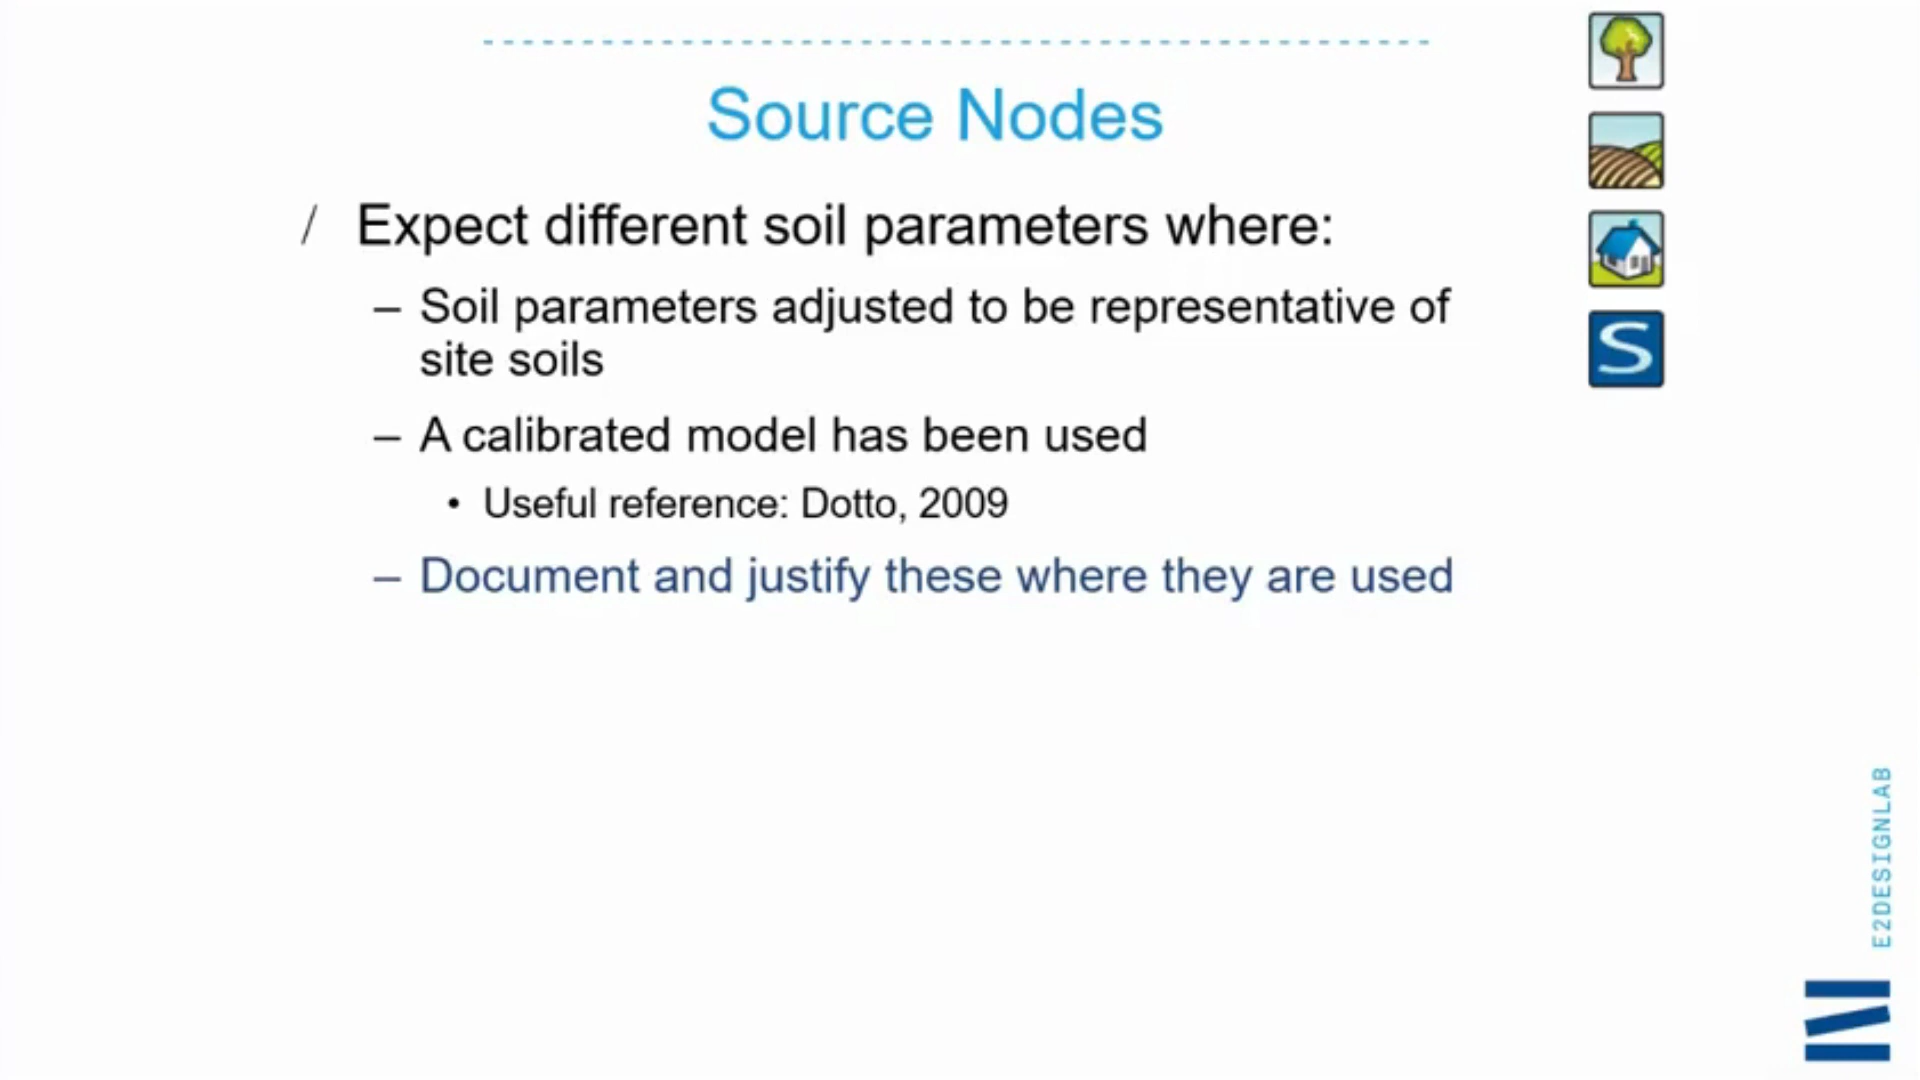 Source Nodes
/ Expect different soil parameters where:
– Soil parameters adjusted to be representative of
site soils
– A calibrated model has been used
• Useful reference: Dotto, 2009
– Document and justify these where they are used
S
E2DESIGNLAB